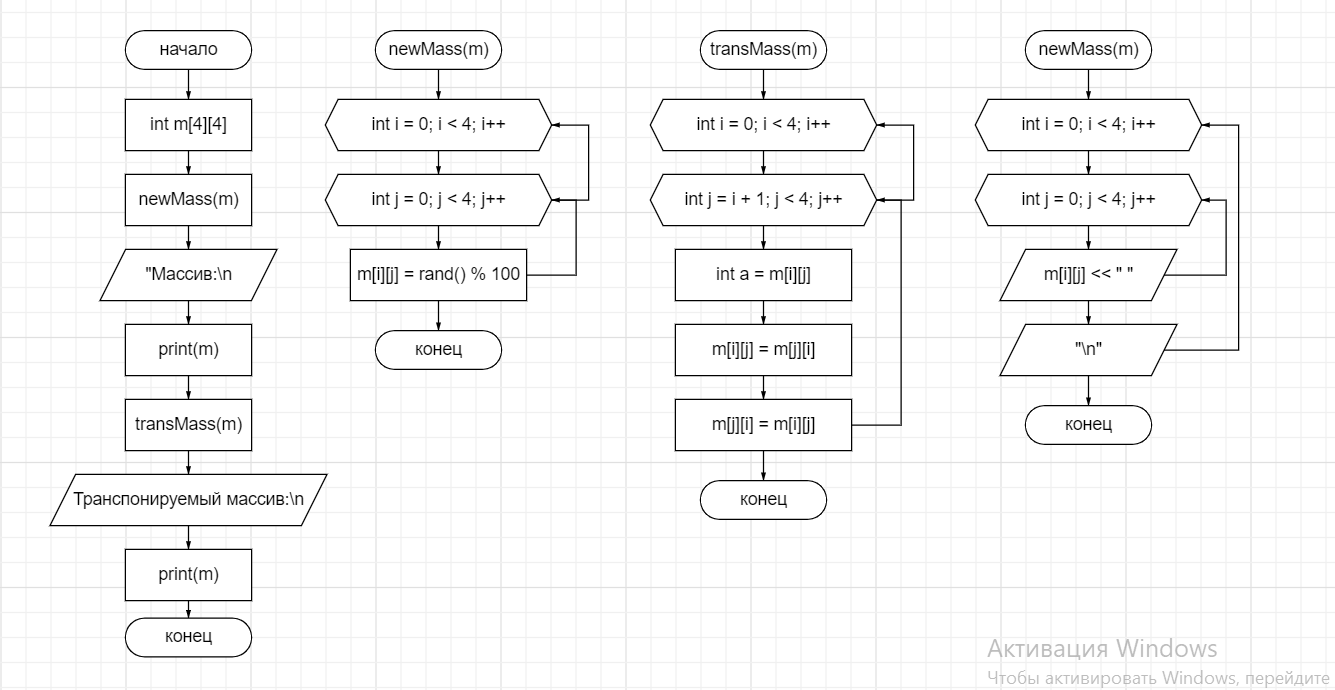 начало
int m[4][4]
newMass(m)
"Массив:\n
print(m)
transMass(m)
Транспонируемый массив:\n
print(m)
конец
newMass(m)
int i = 0; i < 4; i++
int j = 0; j < 4; j++
m[i][j] = rand() % 100
конец
transMass(m)
int i = 0; i < 4; i++
int j = i + 1; j < 4; j++
int a = m[i][j]
m[i][j] = m[j][i]
m[j][i] = m[i][j]
конец
newMass(m)
int i = 0; i < 4; i++
int j = 0; j < 4; j++
m[i][j] << " "
"\n"
конец
Активация Windows
Чтобы активировать Windows, перейдите